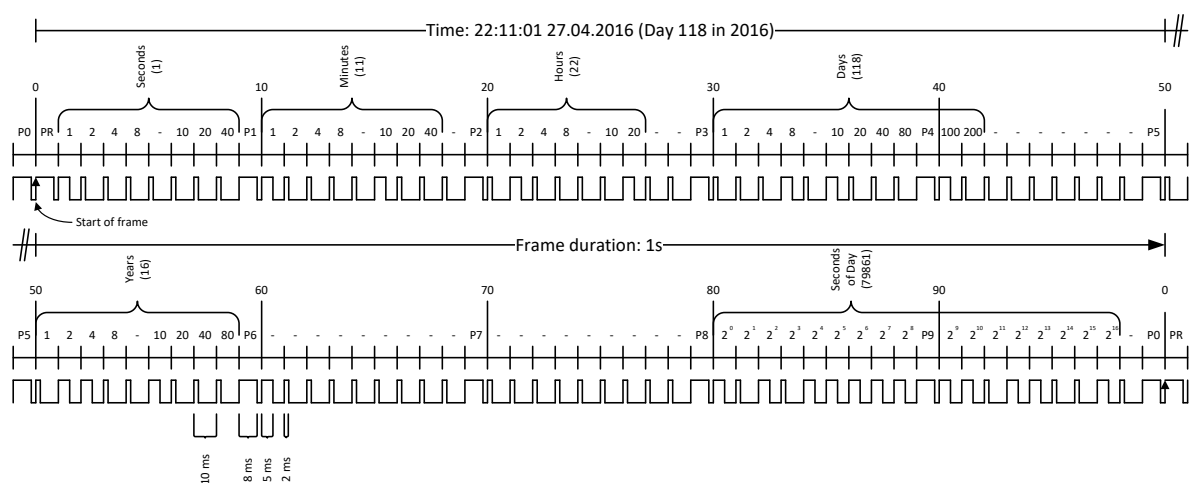 Time: 22:11:01 27.04.2016 (Day 118 in 2016)
Seconds
(1)
Minutes
(11)
Hours
(22)
Days
(118)
0 10 20 30 40 50
P0 PR 1 2 4 8 - 10 20 40 P1 1 2 4 8 - 10 20 40 - P2 1 2 4 8 - 10 20 - - P3 1 2 4 8 - 10 20 40 80 P4 100 200 - - - - - - - P5
Start of frame
Frame duration: 1s
Years
(16)
Seconds
of Day
(79861)
50 60 70 80 90 0
P5 1 2 4 8 - 10 20 40 80 P6 - - - - - - - - - P7 - - - - - - - - - P8 2⁰ 2¹ 2² 2³ 2⁴ 2⁵ 2⁶ 2⁷ 2⁸ P9 2⁹ 2¹⁰ 2¹¹ 2¹² 2¹³ 2¹⁴ 2¹⁵ 2¹⁶ - P0 PR
10 ms
8 ms
5 ms
2 ms